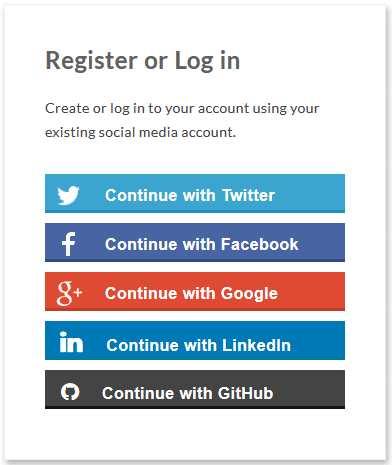 Register or Log in
Create or log in to your account using your
existing social media account.
Continue with Twitter
Continue with Facebook
g+ Continue with Google
in Continue with LinkedIn
Continue with GitHub